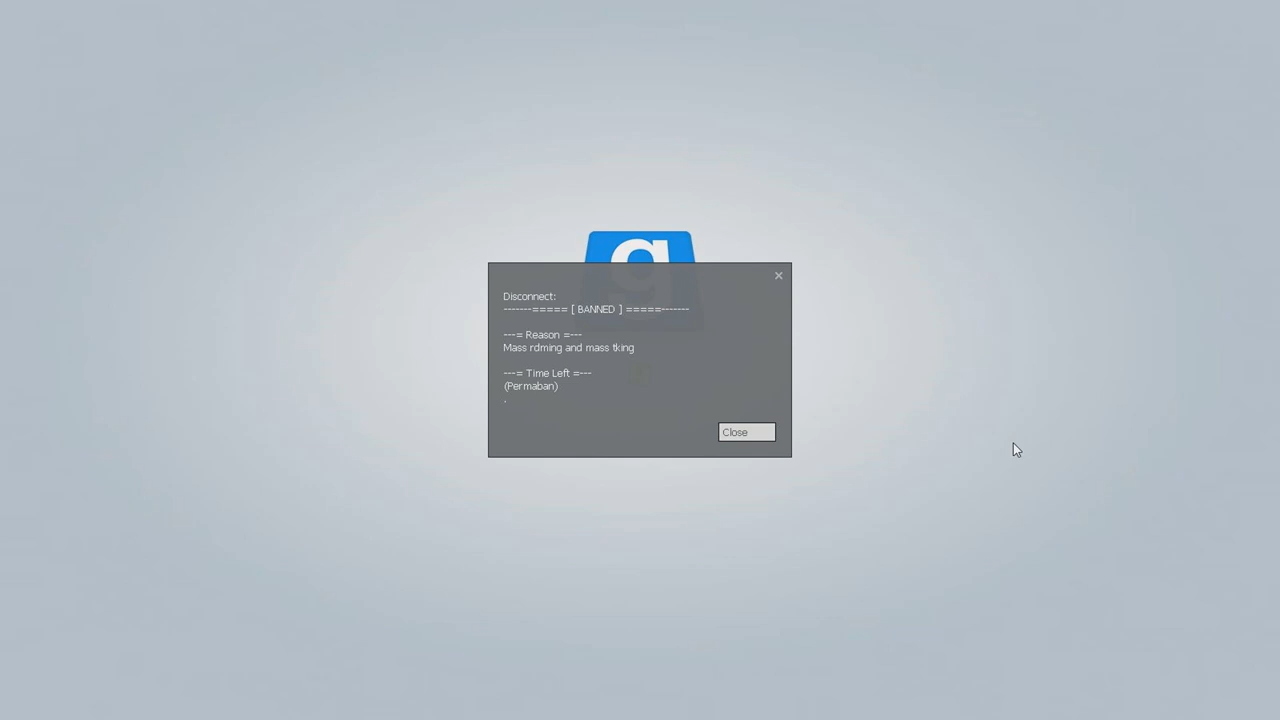 g
Disconnect:
-------===== [ BANNED ] =====-------
---= Reason =---
Mass rdming and mass tking
---= Time Left =---
(Permaban)
.
Close